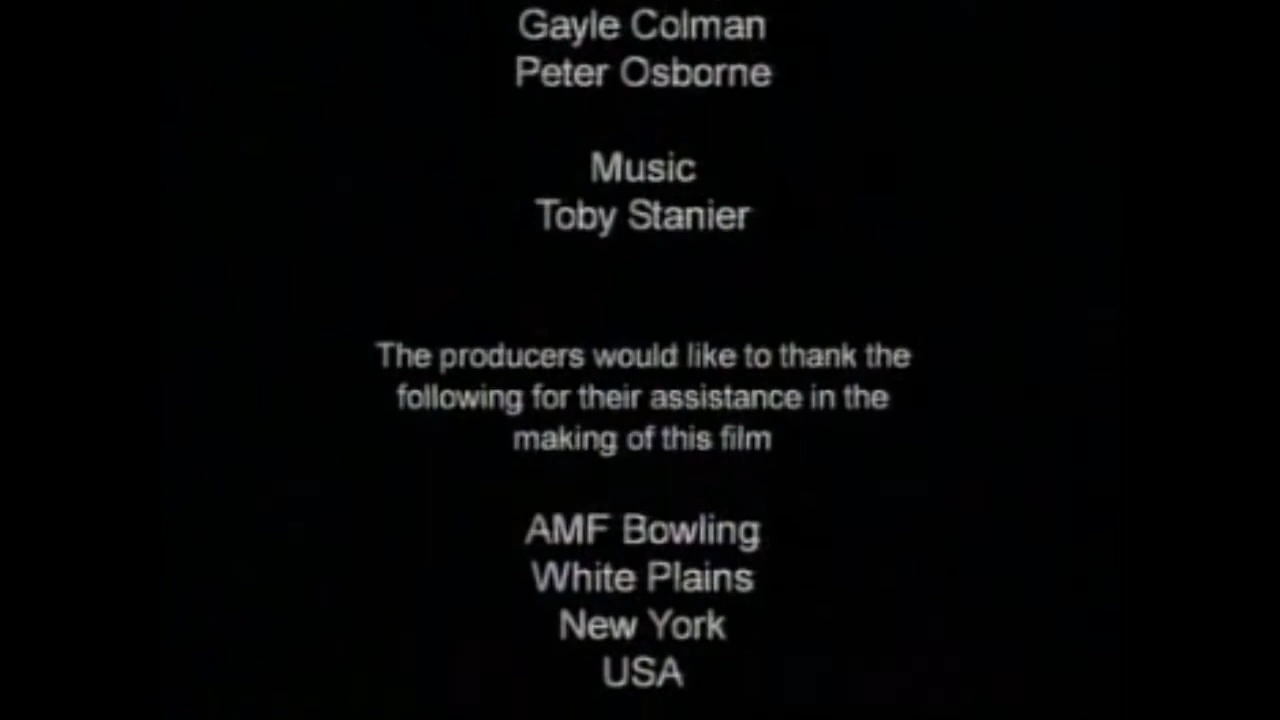 Gayle Colman
Peter Osborne
Music
Toby Stanier
The producers would like to thank the
following for their assistance in the
making of this film
AMF Bowling
White Plains
New York
USA